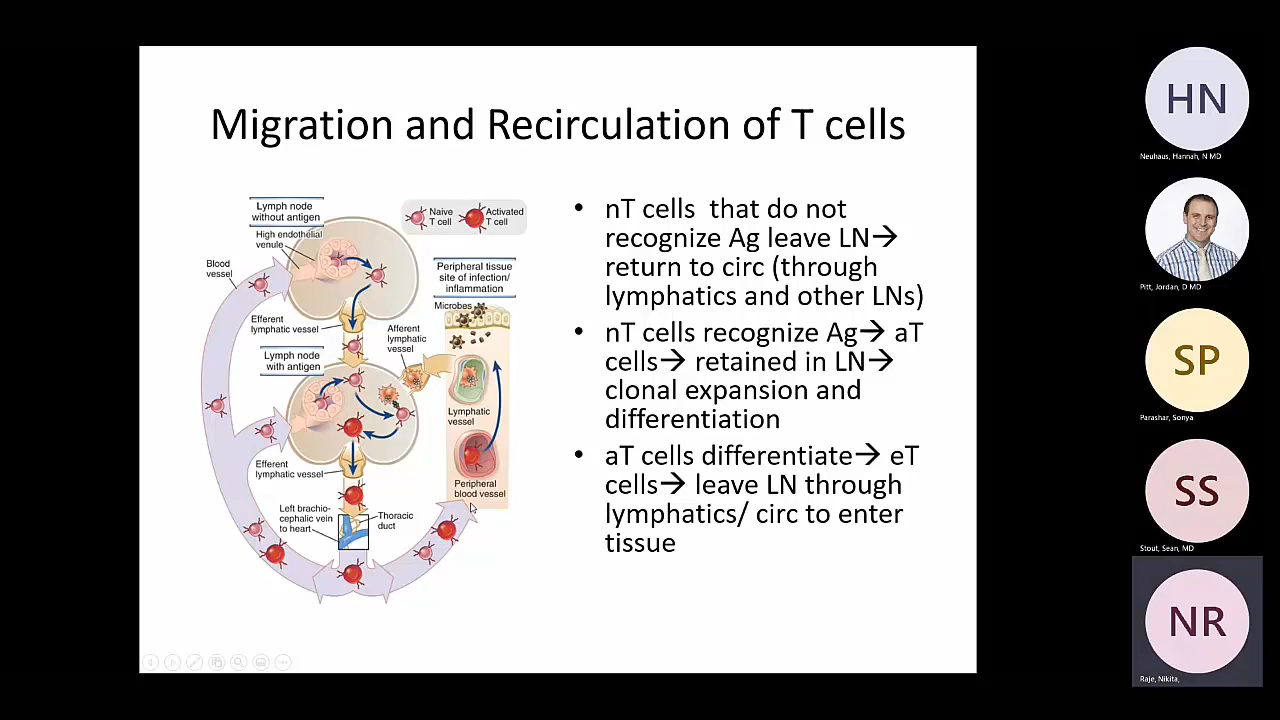 Migration and Recirculation of T cells
Lymph node
without antigen
High endothelial
venule
Blood
vessel
Naive
T cell
Activated
T cell
Peripheral tissue
site of infection/
inflammation
Microbes
Efferent
lymphatic vessel
Afferent
lymphatic
vessel
Lymph node
with antigen
Lymphatic
vessel
Efferent
lymphatic vessel
Peripheral
blood vessel
Left brachio-
cephalic vein
to heart
Thoracic
duct
• nT cells that do not
recognize Ag leave LN→
return to circ (through
lymphatics and other LNs)
• nT cells recognize Ag→ aT
cells→ retained in LN→
clonal expansion and
differentiation
• aT cells differentiate→ eT
cells→ leave LN through
lymphatics/ circ to enter
tissue
HN
Neuhaus, Hannah, N MD
Pitt, Jordan, D MD
SP
Parashar, Sonya
SS
Stout, Sean, MD
NR
Raje, Nikita,